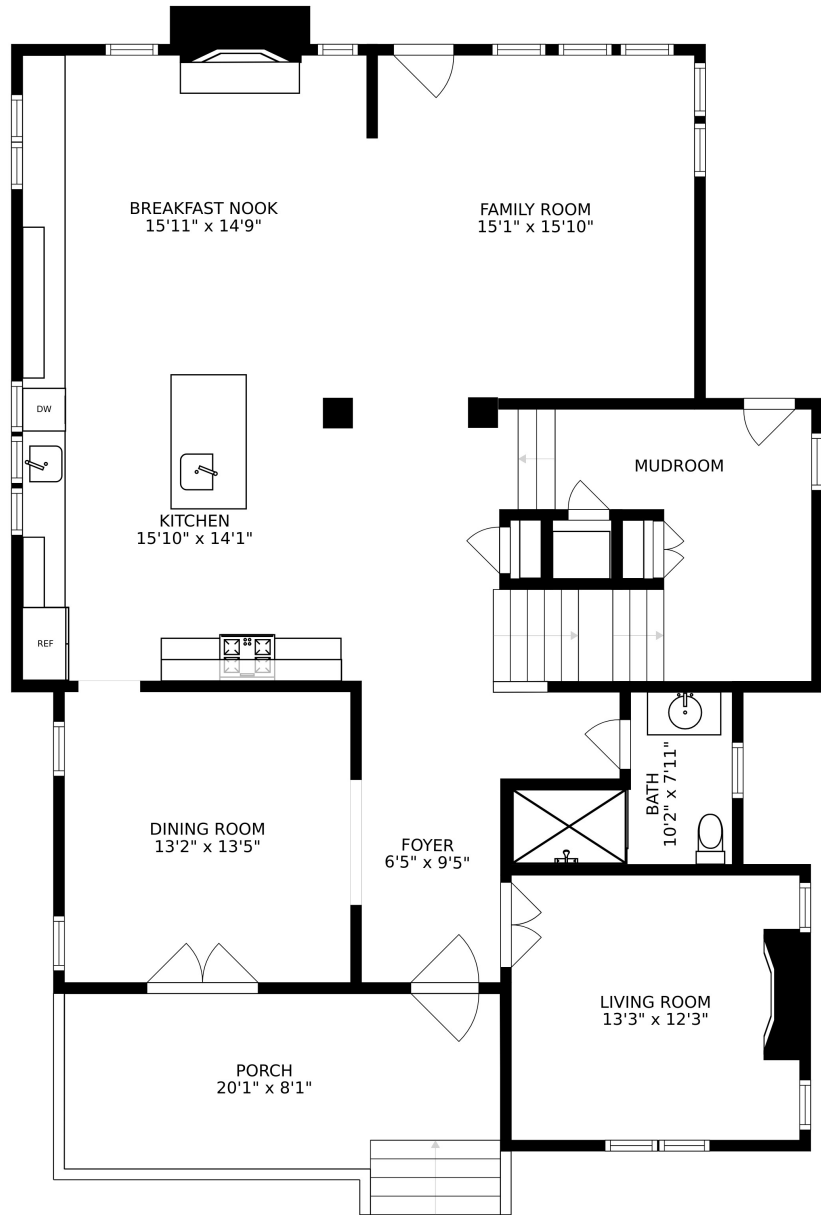 BREAKFAST NOOK
15'11" x 14'9"
FAMILY ROOM
15'1" x 15'10"
DW
MUDROOM
KITCHEN
15'10" x 14'1"
REF
BATH
10'2" x 7'11"
DINING ROOM
13'2" x 13'5"
FOYER
6'5" x 9'5"
LIVING ROOM
13'3" x 12'3"
PORCH
20'1" x 8'1"